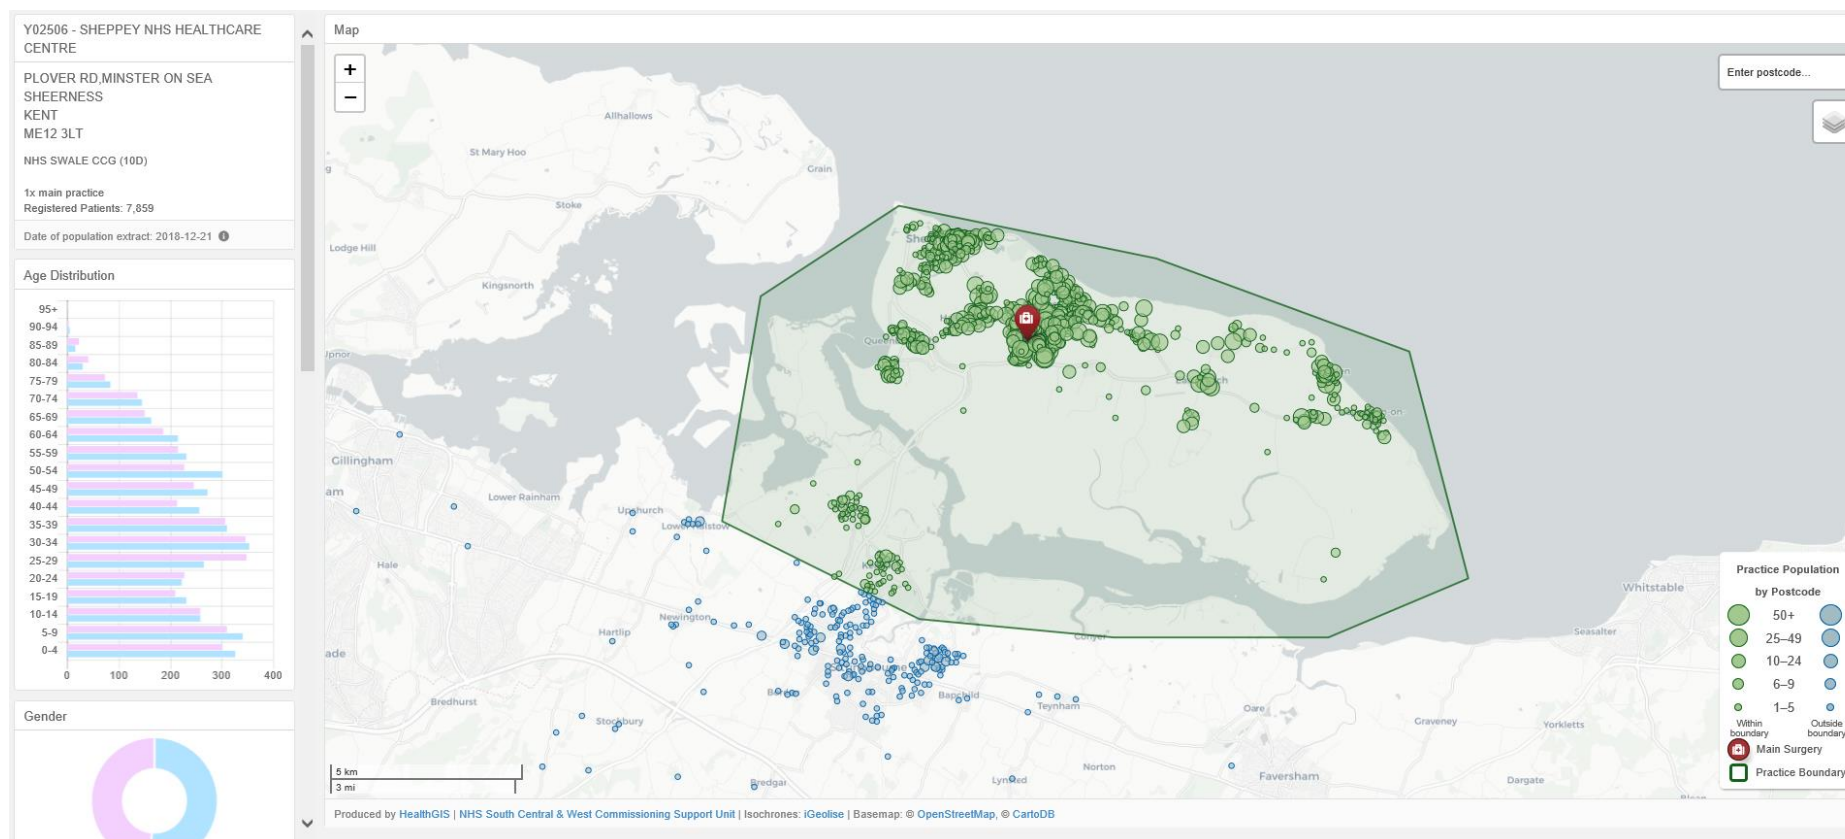 Y02506 - SHEPPEY NHS HEALTHCARE
CENTRE
PLOVER RD,MINSTER ON SEA
SHEERNESS
KENT
ME12 3LT
NHS SWALE CCG (10D)
1x main practice
Registered Patients: 7,859
Date of population extract: 2018-12-21
Age Distribution
95+
90-94
85-89
80-84
75-79
70-74
65-69
60-64
55-59
50-54
45-49
40-44
35-39
30-34
25-29
20-24
15-19
10-14
5-9
0-4
0 100 200 300 400
Gender
Map
+
−
Enter postcode...
Allhallows
St Mary Hoo
Grain
Stoke
Lodge Hill
Kingsnorth
Gillingham
Lower Rainham
Upchurch
Hale
Newington
Hartlip
Bredhurst
Stockbury
Bapchild
Teynham
Conyer
Oare
Norton
Bredgar
Lynsted
Faversham
Graveney
Yorkletts
Dargate
Seasalter
Whitstable
5 km
3 mi
Practice Population
by Postcode
50+
25–49
10–24
6–9
1–5
Within
boundary
Outside
boundary
Main Surgery
Practice Boundary
Produced by HealthGIS | NHS South Central & West Commissioning Support Unit | Isochrones: iGeolise | Basemap: © OpenStreetMap, © CartoDB